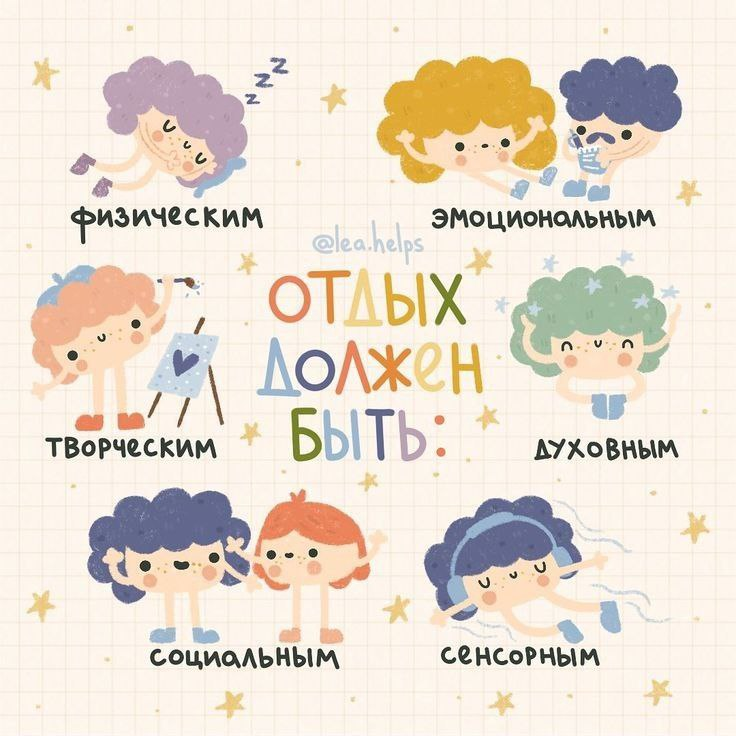 z z z
физическим
эмоциональным
@lea.helps
ОТДЫХ
ДОЛЖЕН
БЫТЬ:
творческим
духовным
социальным
сенсорным